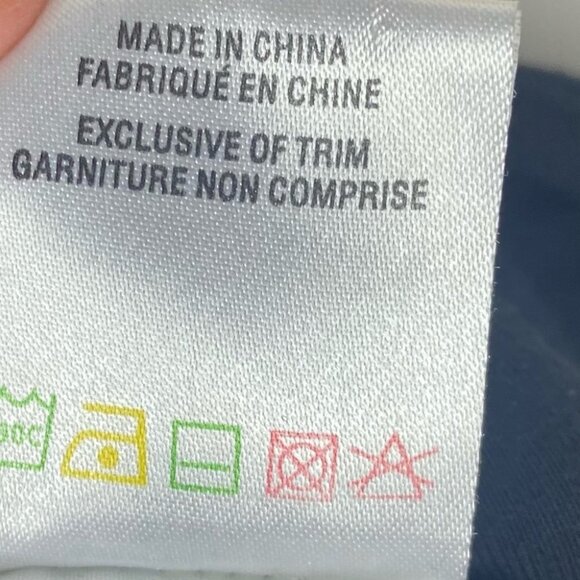 MADE IN CHINA
FABRIQUÉ EN CHINE
EXCLUSIVE OF TRIM
GARNITURE NON COMPRISE